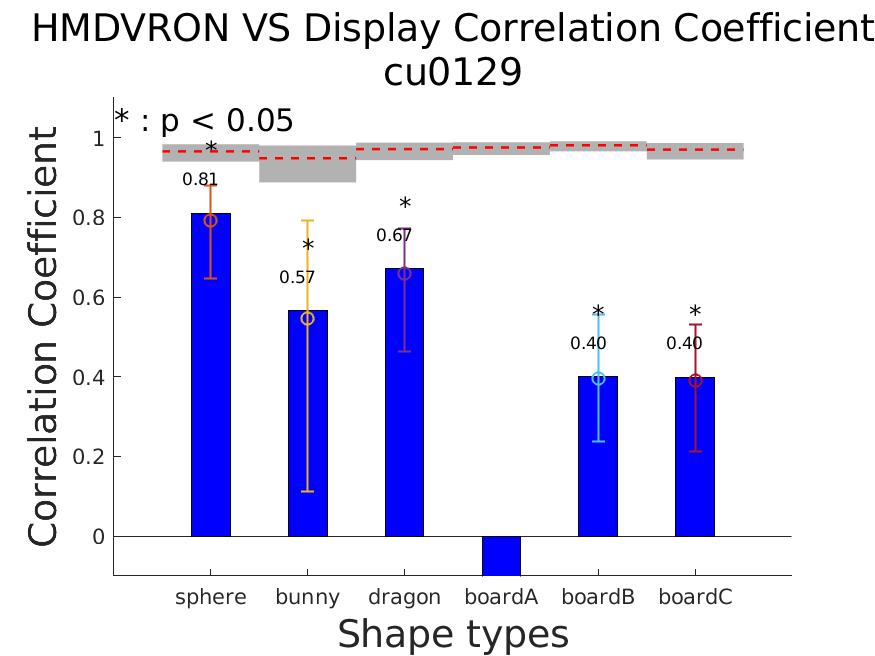 HMDVRON VS Display Correlation Coefficient
cu0129
* : p < 0.05
Correlation Coefficient
1
0.8
0.6
0.4
0.2
0
*
0.81
*
0.57
*
0.67
*
0.40
*
0.40
sphere bunny dragon boardA boardB boardC
Shape types